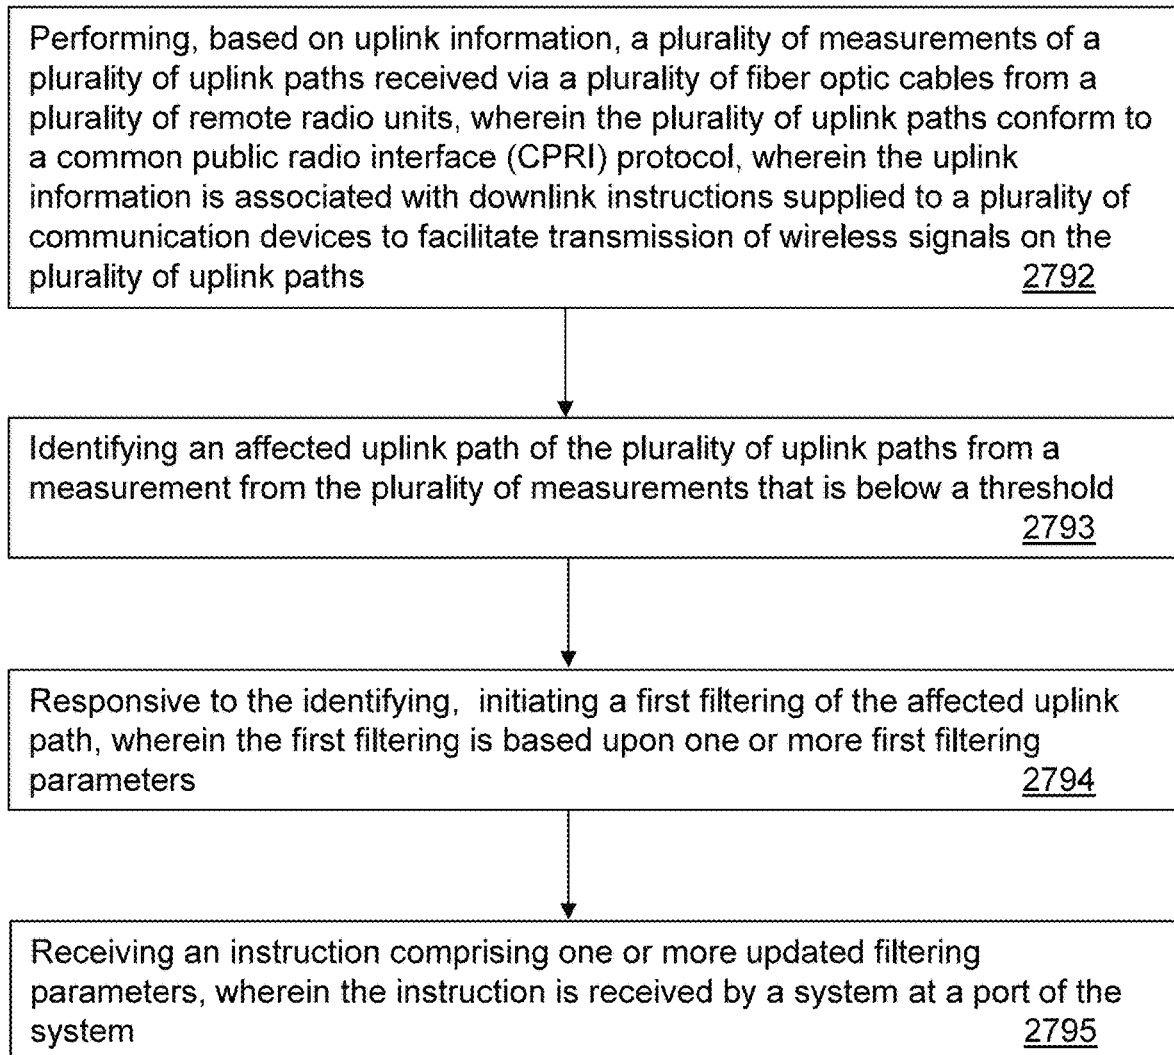 Performing, based on uplink information, a plurality of measurements of a
plurality of uplink paths received via a plurality of fiber optic cables from a
plurality of remote radio units, wherein the plurality of uplink paths conform to
a common public radio interface (CPRI) protocol, wherein the uplink
information is associated with downlink instructions supplied to a plurality of
communication devices to facilitate transmission of wireless signals on the
plurality of uplink paths 2792
Identifying an affected uplink path of the plurality of uplink paths from a
measurement from the plurality of measurements that is below a threshold
2793
Responsive to the identifying, initiating a first filtering of the affected uplink
path, wherein the first filtering is based upon one or more first filtering
parameters 2794
Receiving an instruction comprising one or more updated filtering
parameters, wherein the instruction is received by a system at a port of the
system 2795